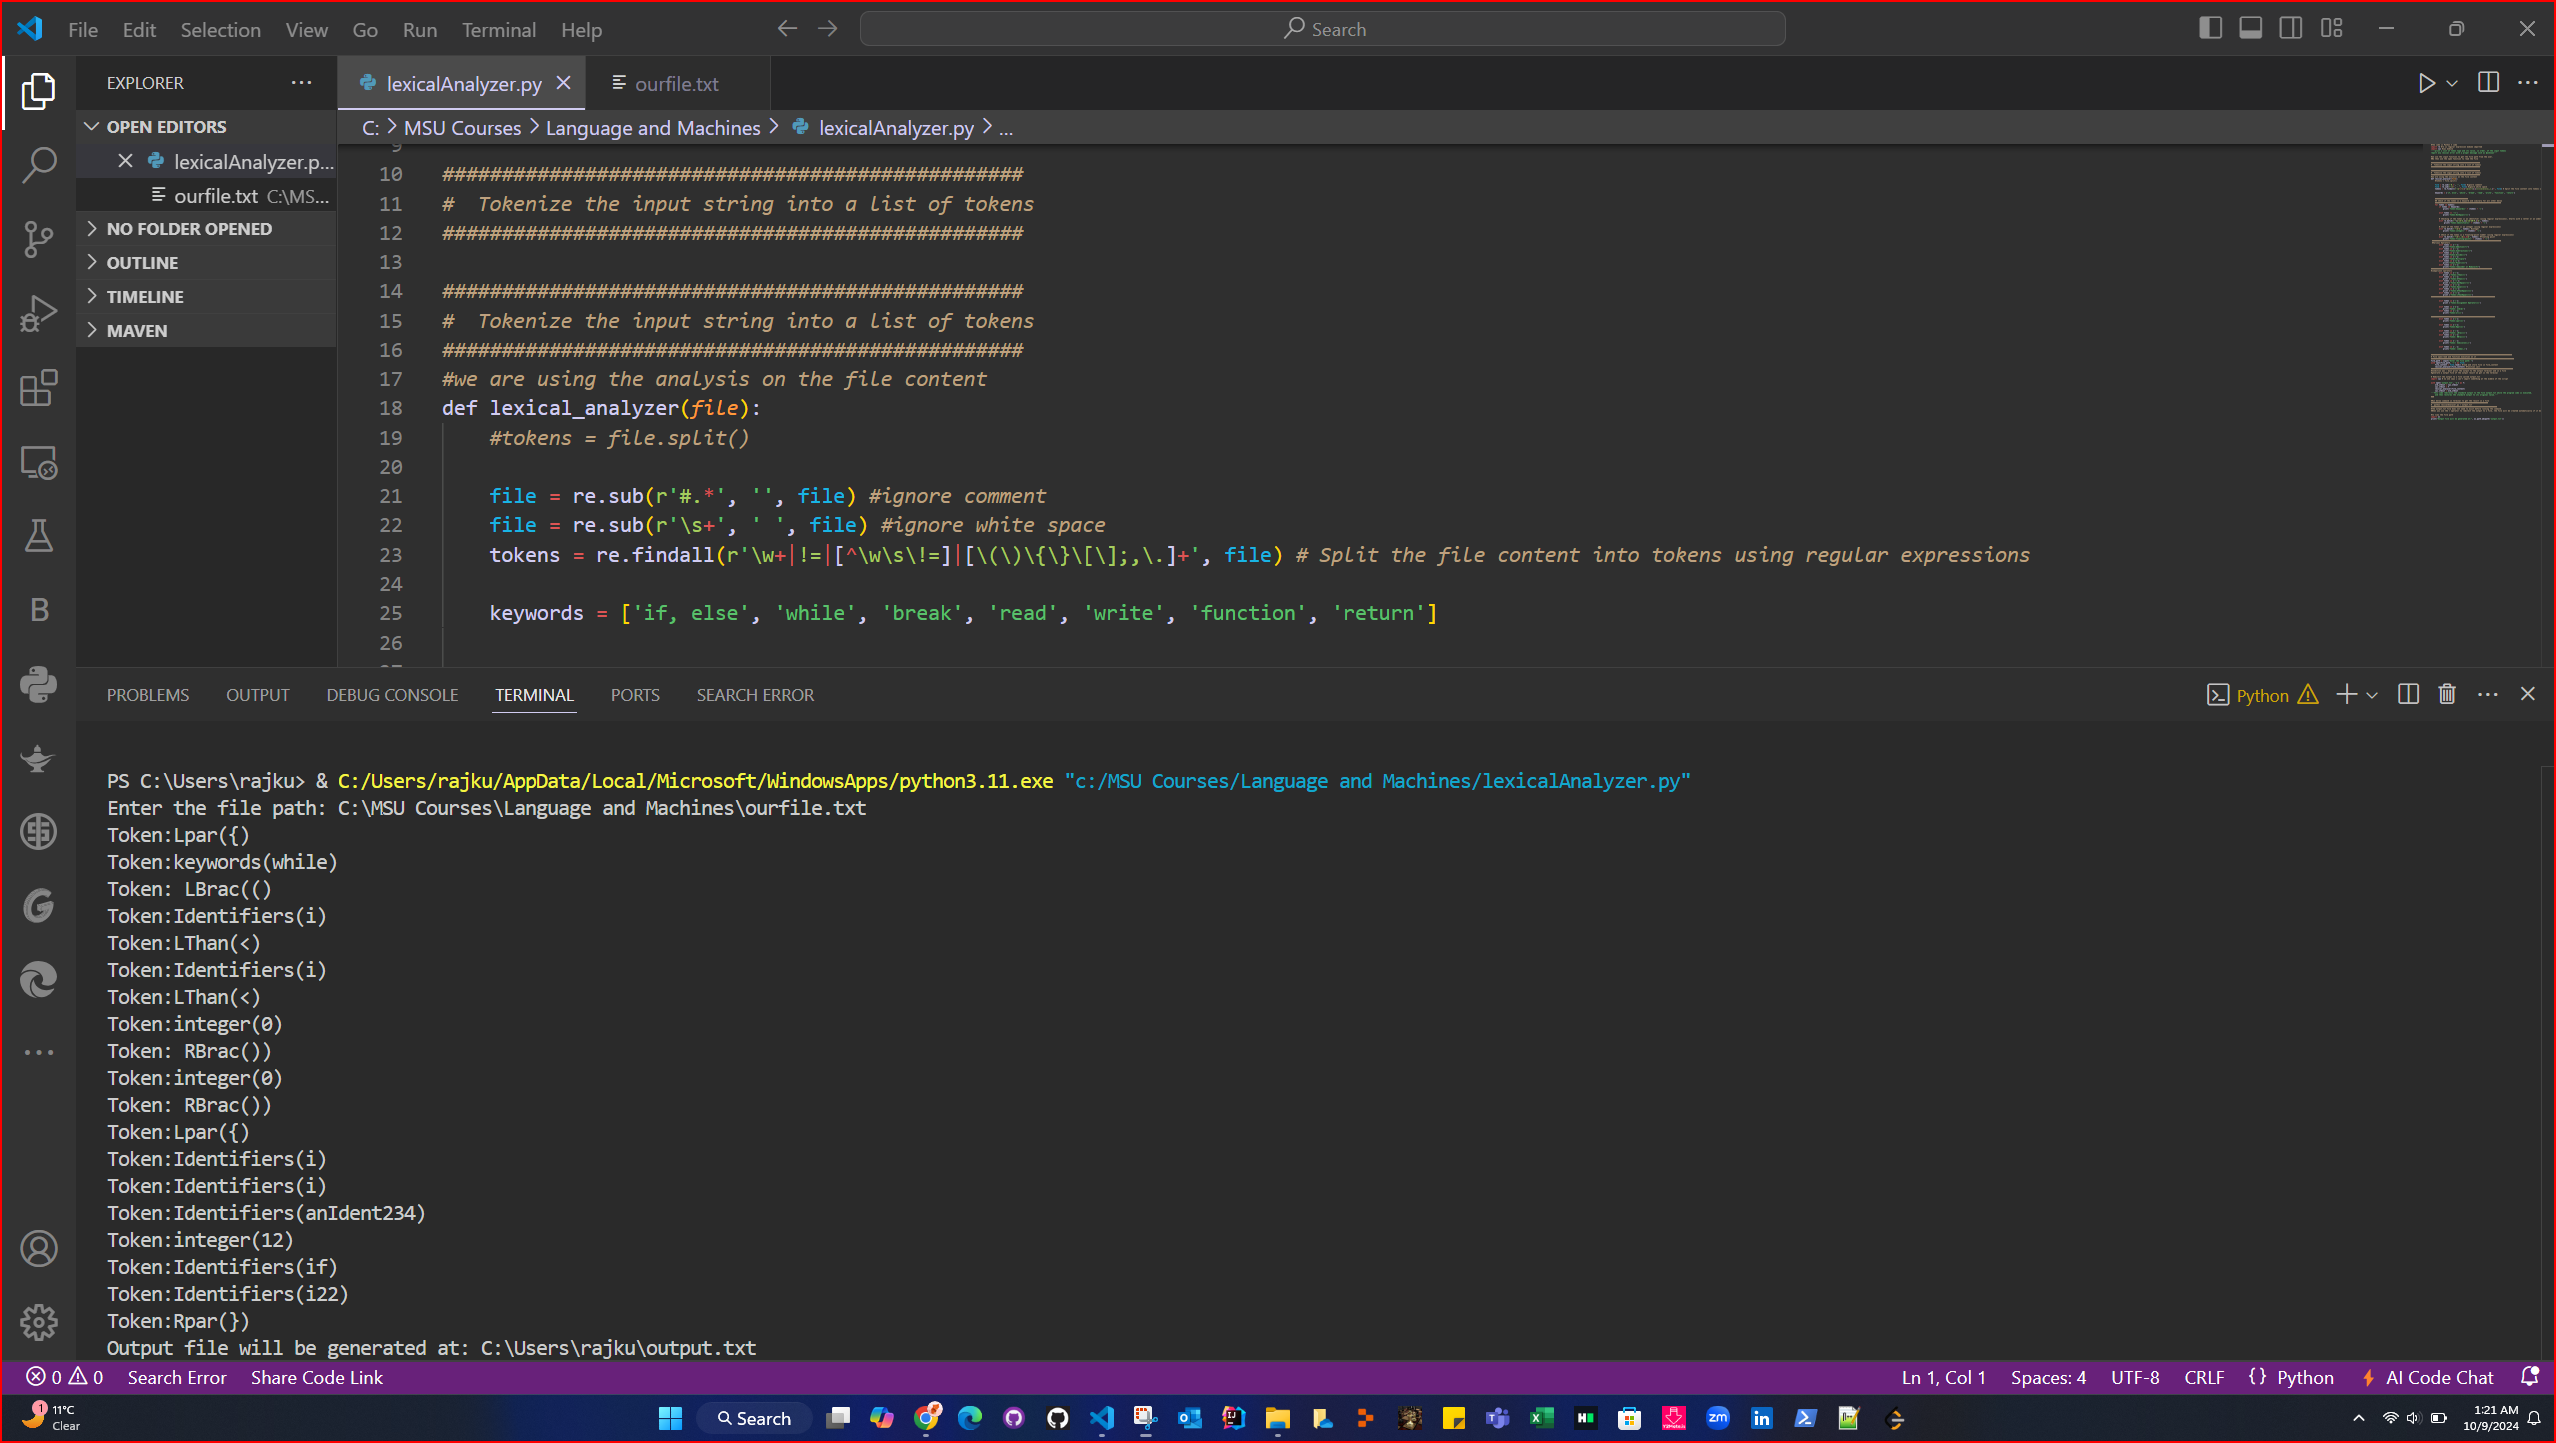 File Edit Selection View Go Run Terminal Help
Search
EXPLORER
lexicalAnalyzer.py
ourfile.txt
OPEN EDITORS
lexicalAnalyzer.p...
ourfile.txt C:\MS...
NO FOLDER OPENED
OUTLINE
TIMELINE
MAVEN
C: > MSU Courses > Language and Machines > lexicalAnalyzer.py > ...
9
10 #################################################
11 #  Tokenize the input string into a list of tokens
12 #################################################
13
14 #################################################
15 #  Tokenize the input string into a list of tokens
16 #################################################
17 #we are using the analysis on the file content
18 def lexical_analyzer(file):
19     #tokens = file.split()
20
21     file = re.sub(r'#.*', '', file) #ignore comment
22     file = re.sub(r'\s+', ' ', file) #ignore white space
23     tokens = re.findall(r'\w+|!=|[^\w\s\!=]|[\(\)\{\}\[\];,\.]+', file) # Split the file content into tokens using regular expressions
24
25     keywords = ['if, else', 'while', 'break', 'read', 'write', 'function', 'return']
26
PROBLEMS OUTPUT DEBUG CONSOLE TERMINAL PORTS SEARCH ERROR
Python
PS C:\Users\rajku> & C:/Users/rajku/AppData/Local/Microsoft/WindowsApps/python3.11.exe "c:/MSU Courses/Language and Machines/lexicalAnalyzer.py"
Enter the file path: C:\MSU Courses\Language and Machines\ourfile.txt
Token:Lpar({)
Token:keywords(while)
Token: LBrac(()
Token:Identifiers(i)
Token:LThan(<)
Token:Identifiers(i)
Token:LThan(<)
Token:integer(0)
Token: RBrac())
Token:integer(0)
Token: RBrac())
Token:Lpar({)
Token:Identifiers(i)
Token:Identifiers(i)
Token:Identifiers(anIdent234)
Token:integer(12)
Token:Identifiers(if)
Token:Identifiers(i22)
Token:Rpar(})
Output file will be generated at: C:\Users\rajku\output.txt
0 0 Search Error Share Code Link
Ln 1, Col 1 Spaces: 4 UTF-8 CRLF {} Python AI Code Chat
1 11°C
Clear
Search
1:21 AM
10/9/2024